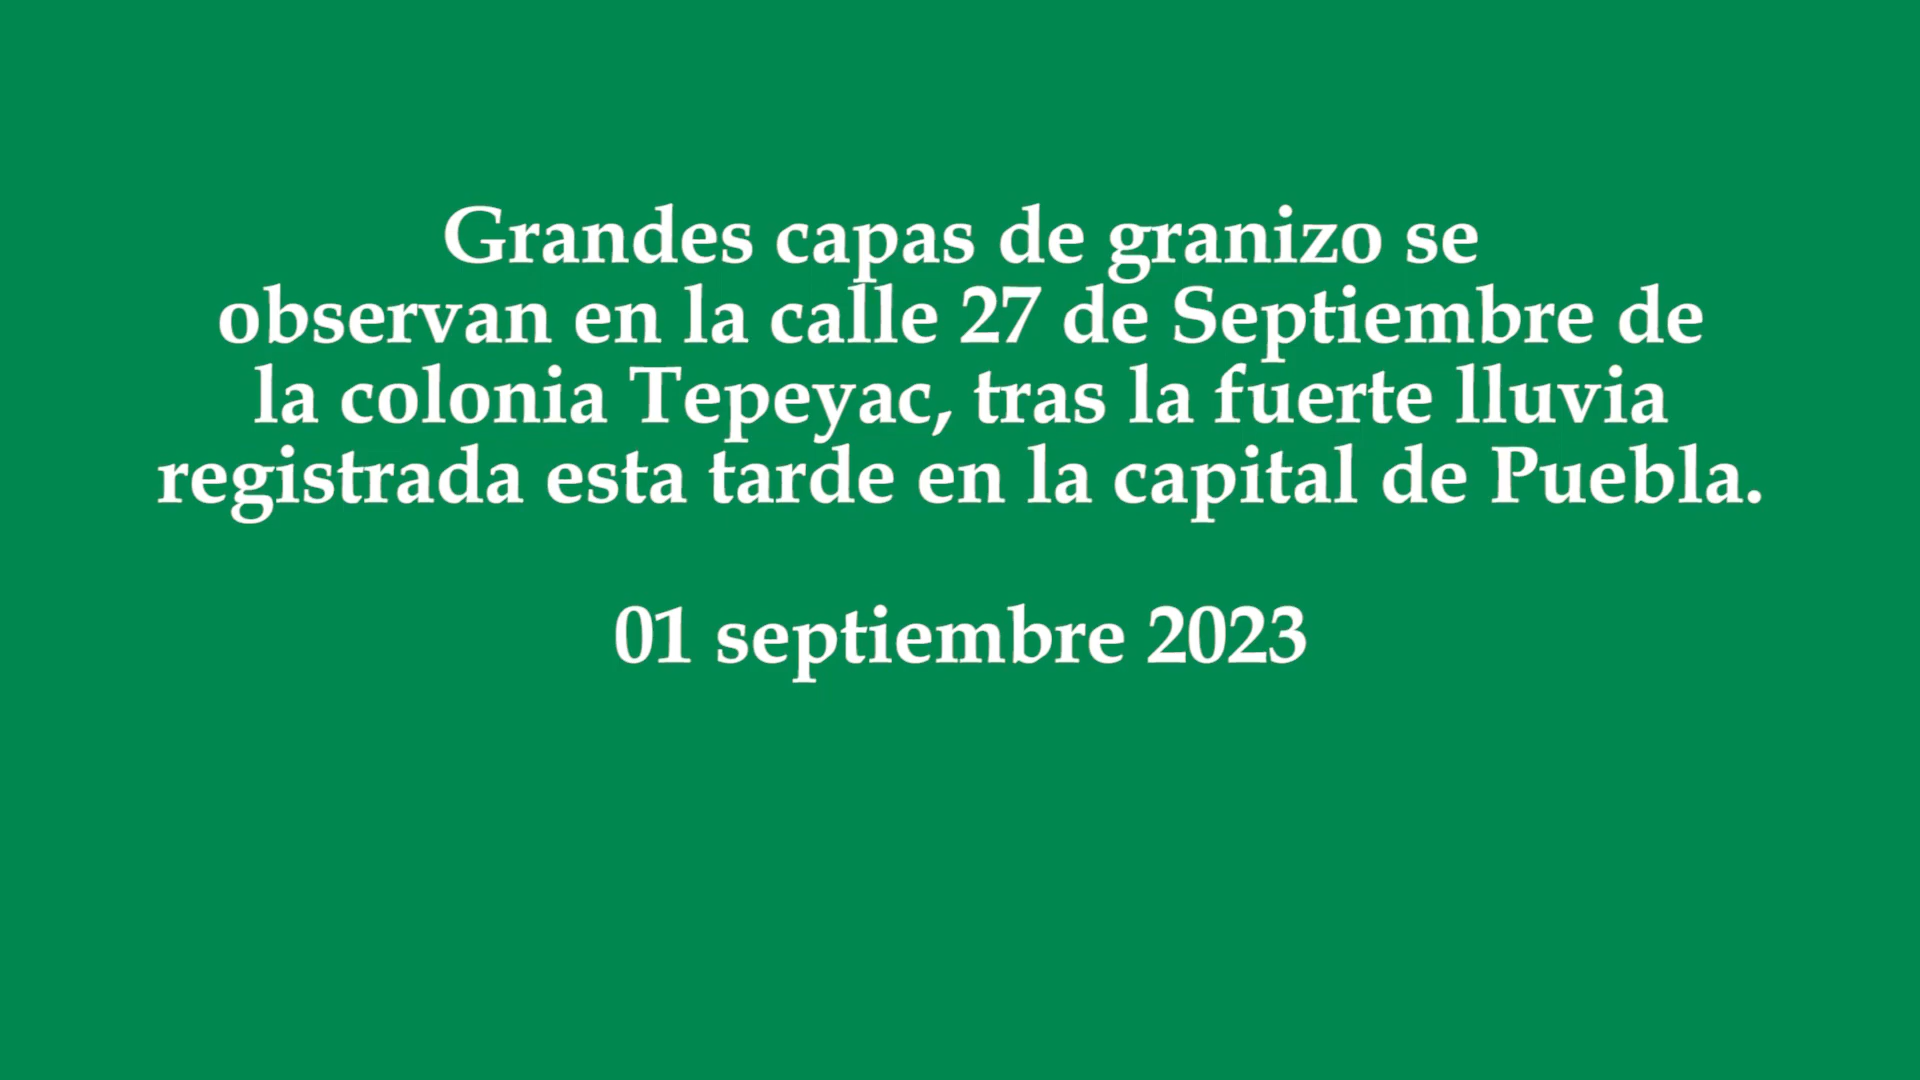 Grandes capas de granizo se
observan en la calle 27 de Septiembre de
la colonia Tepeyac, tras la fuerte lluvia
registrada esta tarde en la capital de Puebla.
01 septiembre 2023